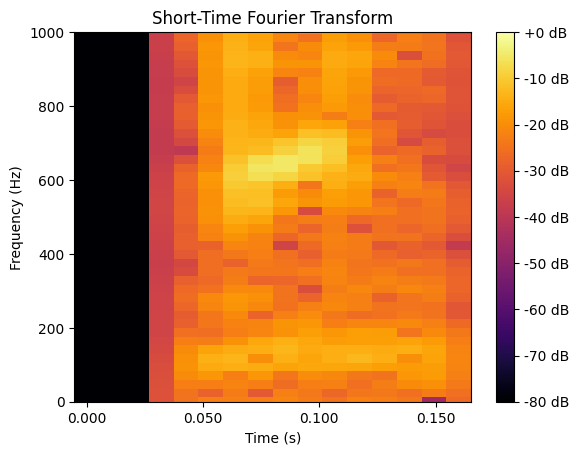 Short-Time Fourier Transform
1000
800
600
400
200
0
Frequency (Hz)
0.000
0.050
0.100
0.150
Time (s)
+0 dB
-10 dB
-20 dB
-30 dB
-40 dB
-50 dB
-60 dB
-70 dB
-80 dB